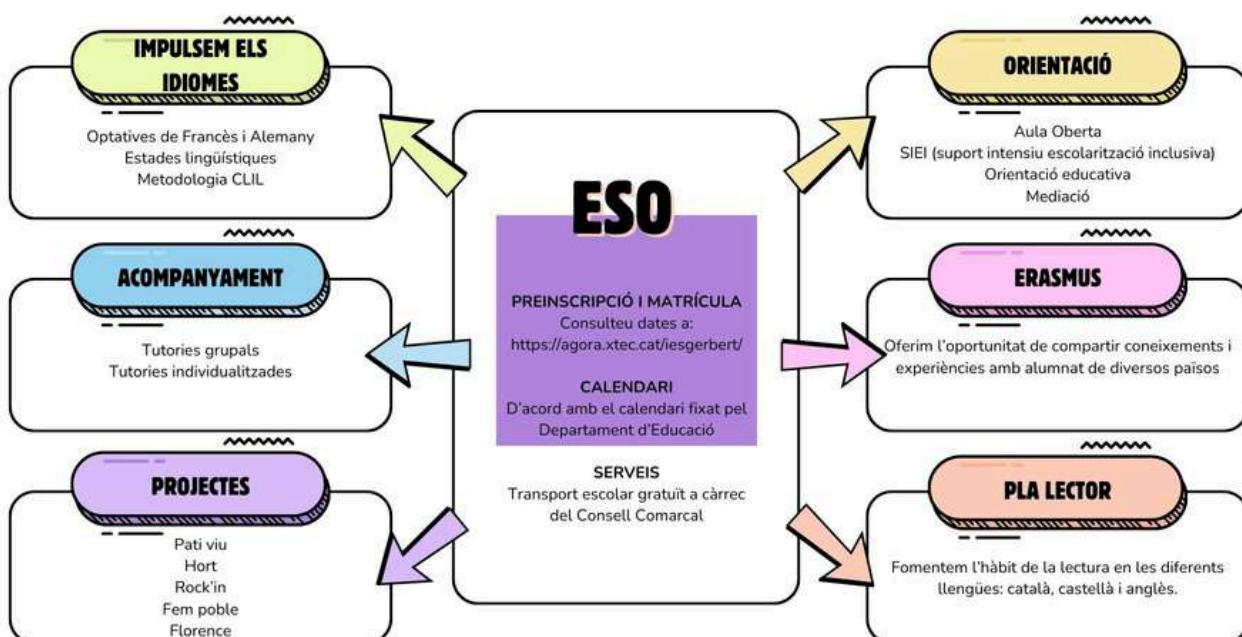 IMPULSEM ELS
IDIOMES
Optatives de Francès i Alemany
Estades lingüístiques
Metodologia CLIL
ACOMPANYAMENT
Tutories grupals
Tutories individualitzades
PROJECTES
Pati viu
Hort
Rock'in
Fem poble
Florence
ESO
PREINSCRIPCIÓ I MATRÍCULA
Consulteu dates a:
https://agora.xtec.cat/iesgerbert/
CALENDARI
D'acord amb el calendari fixat pel
Departament d'Educació
SERVEIS
Transport escolar gratuït a càrrec
del Consell Comarcal
ORIENTACIÓ
Aula Oberta
SIEI (suport intensiu escolarització inclusiva)
Orientació educativa
Mediació
ERASMUS
Oferim l'oportunitat de compartir coneixements i
experiències amb alumnat de diversos països
PLA LECTOR
Fomentem l'hàbit de la lectura en les diferents
llengües: català, castellà i anglès.